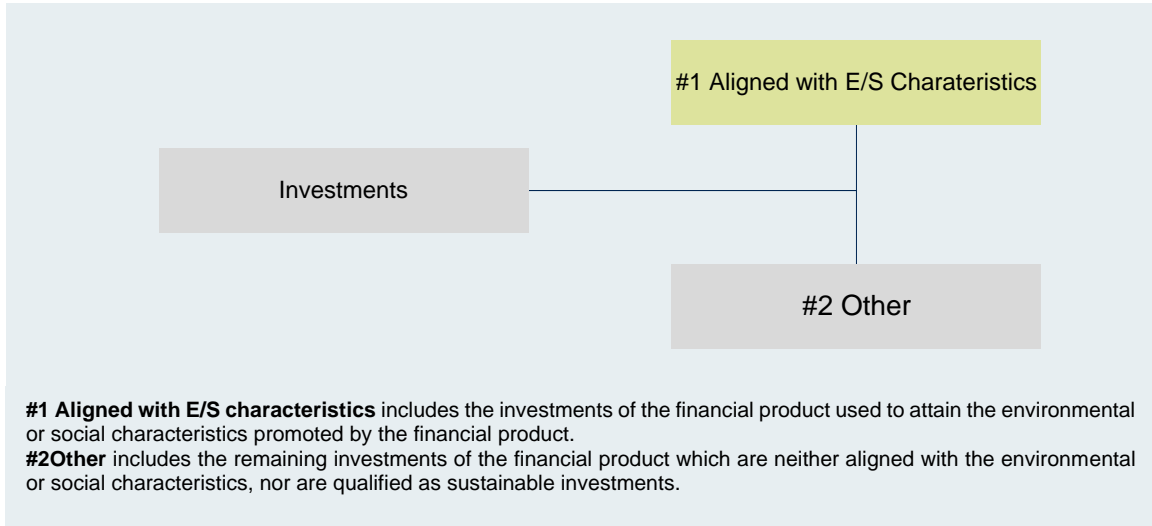 #1 Aligned with E/S Charateristics
Investments
#2 Other
#1 Aligned with E/S characteristics includes the investments of the financial product used to attain the environmental
or social characteristics promoted by the financial product.
#2Other includes the remaining investments of the financial product which are neither aligned with the environmental
or social characteristics, nor are qualified as sustainable investments.